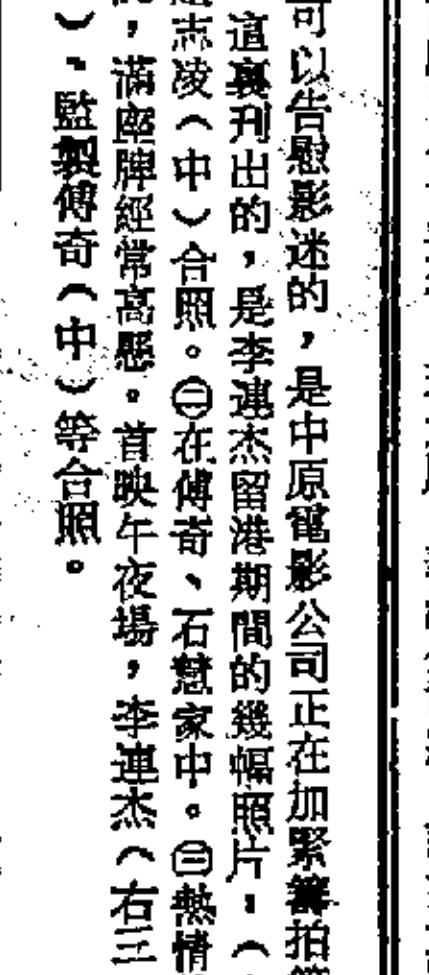 可以告慰影迷的，是中原電影公司正在加緊籌拍
這裏刊出的，是李連杰留港期間的幾幅照片：（
志凌（中）合照。㊁在傅奇、石慧家中。㊂熱情
，滿座牌經常高懸。首映午夜場，李連杰（右三
）、監製傅奇（中）等合照。